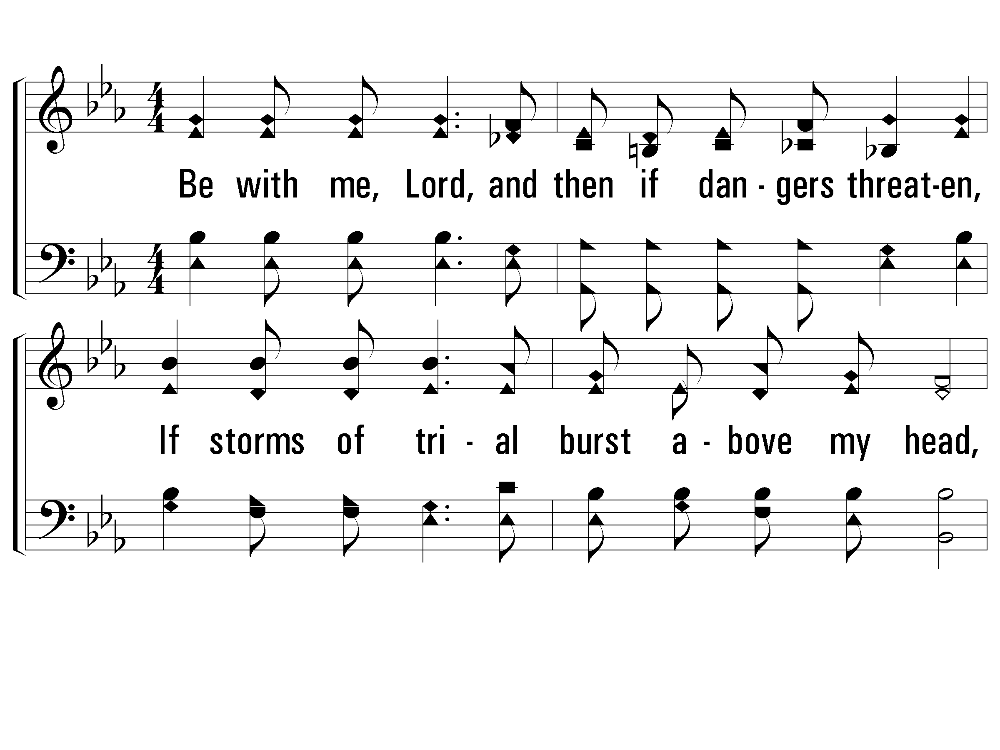 Be with me, Lord, and then if dan - gers threat-en,
If storms of tri - al burst a - bove my head,